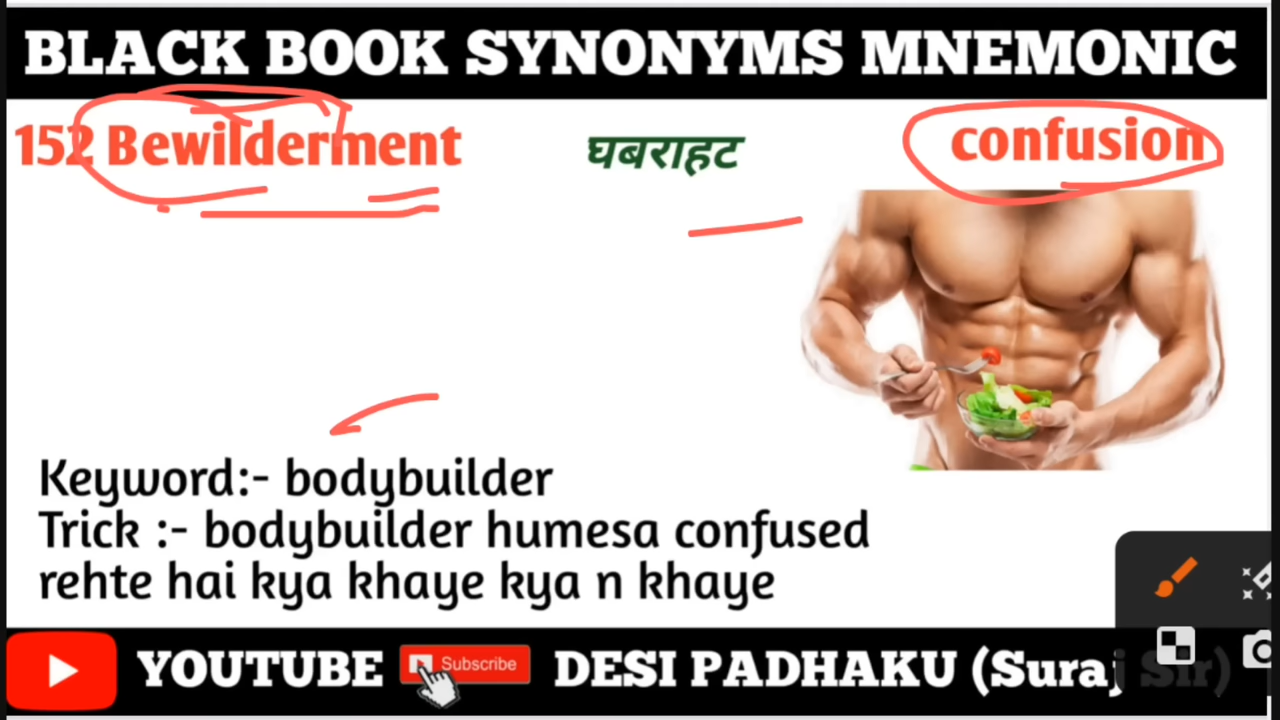 BLACK BOOK SYNONYMS MNEMONIC
152 Bewilderment घबराहट confusion
Keyword:- bodybuilder
Trick :- bodybuilder humesa confused
rehte hai kya khaye kya n khaye
YOUTUBE Subscribe DESI PADHAKU (Suraj Sir)